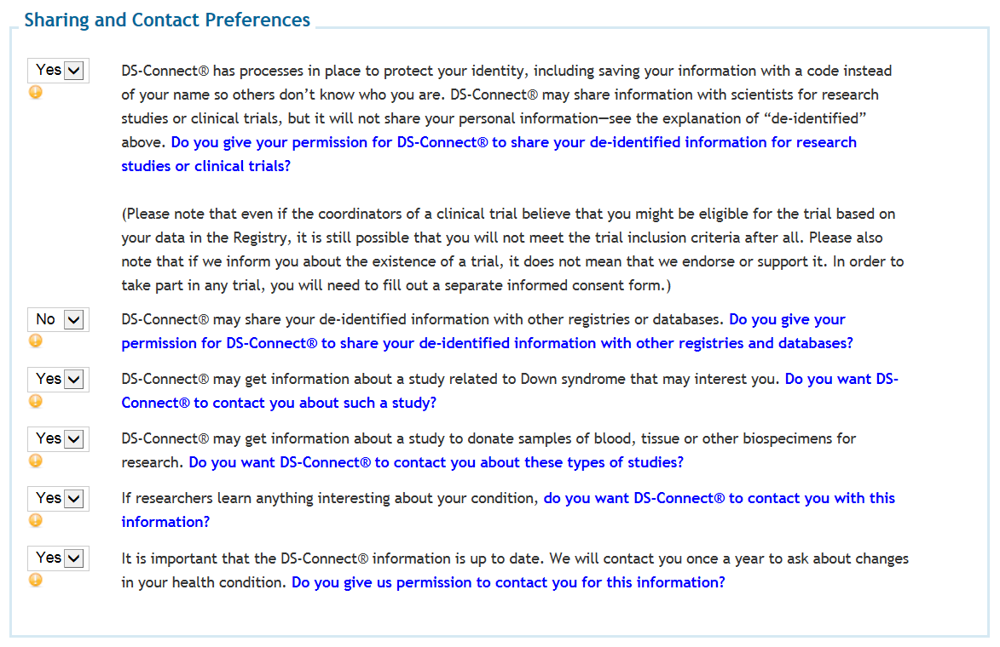 Sharing and Contact Preferences
Yes
DS-Connect® has processes in place to protect your identity, including saving your information with a code instead
of your name so others don’t know who you are. DS-Connect® may share information with scientists for research
studies or clinical trials, but it will not share your personal information—see the explanation of “de-identified”
above. Do you give your permission for DS-Connect® to share your de-identified information for research
studies or clinical trials?
(Please note that even if the coordinators of a clinical trial believe that you might be eligible for the trial based on
your data in the Registry, it is still possible that you will not meet the trial inclusion criteria after all. Please also
note that if we inform you about the existence of a trial, it does not mean that we endorse or support it. In order to
take part in any trial, you will need to fill out a separate informed consent form.)
No
DS-Connect® may share your de-identified information with other registries or databases. Do you give your
permission for DS-Connect® to share your de-identified information with other registries and databases?
Yes
DS-Connect® may get information about a study related to Down syndrome that may interest you. Do you want DS-
Connect® to contact you about such a study?
Yes
DS-Connect® may get information about a study to donate samples of blood, tissue or other biospecimens for
research. Do you want DS-Connect® to contact you about these types of studies?
Yes
If researchers learn anything interesting about your condition, do you want DS-Connect® to contact you with this
information?
Yes
It is important that the DS-Connect® information is up to date. We will contact you once a year to ask about changes
in your health condition. Do you give us permission to contact you for this information?